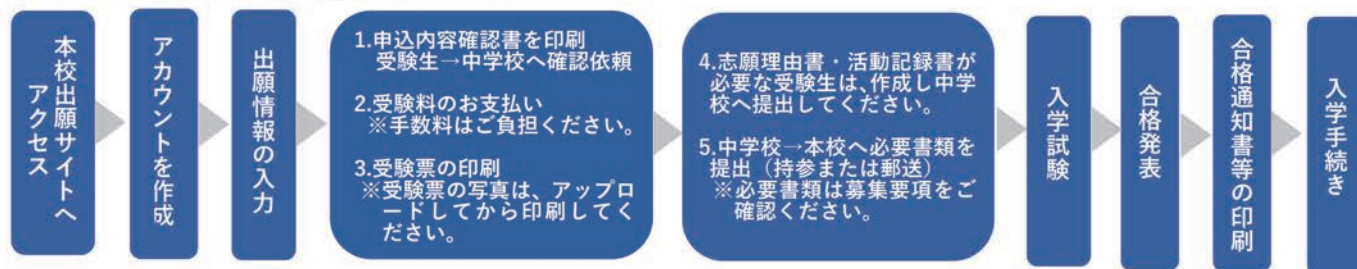 本校出願サイトへ
アクセス
アカウントを作成
出願情報の入力
1.申込内容確認書を印刷
受験生→中学校へ確認依頼
2.受験料のお支払い
※手数料はご負担ください。
3.受験票の印刷
※受験票の写真は、アップロ
ードしてから印刷してく
ださい。
4.志願理由書・活動記録書が
必要な受験生は、作成し中学
校へ提出してください。
5.中学校→本校へ必要書類を
提出（持参または郵送）
※必要書類は募集要項をご
確認ください。
入学試験
合格発表
合格通知書等の印刷
入学手続き